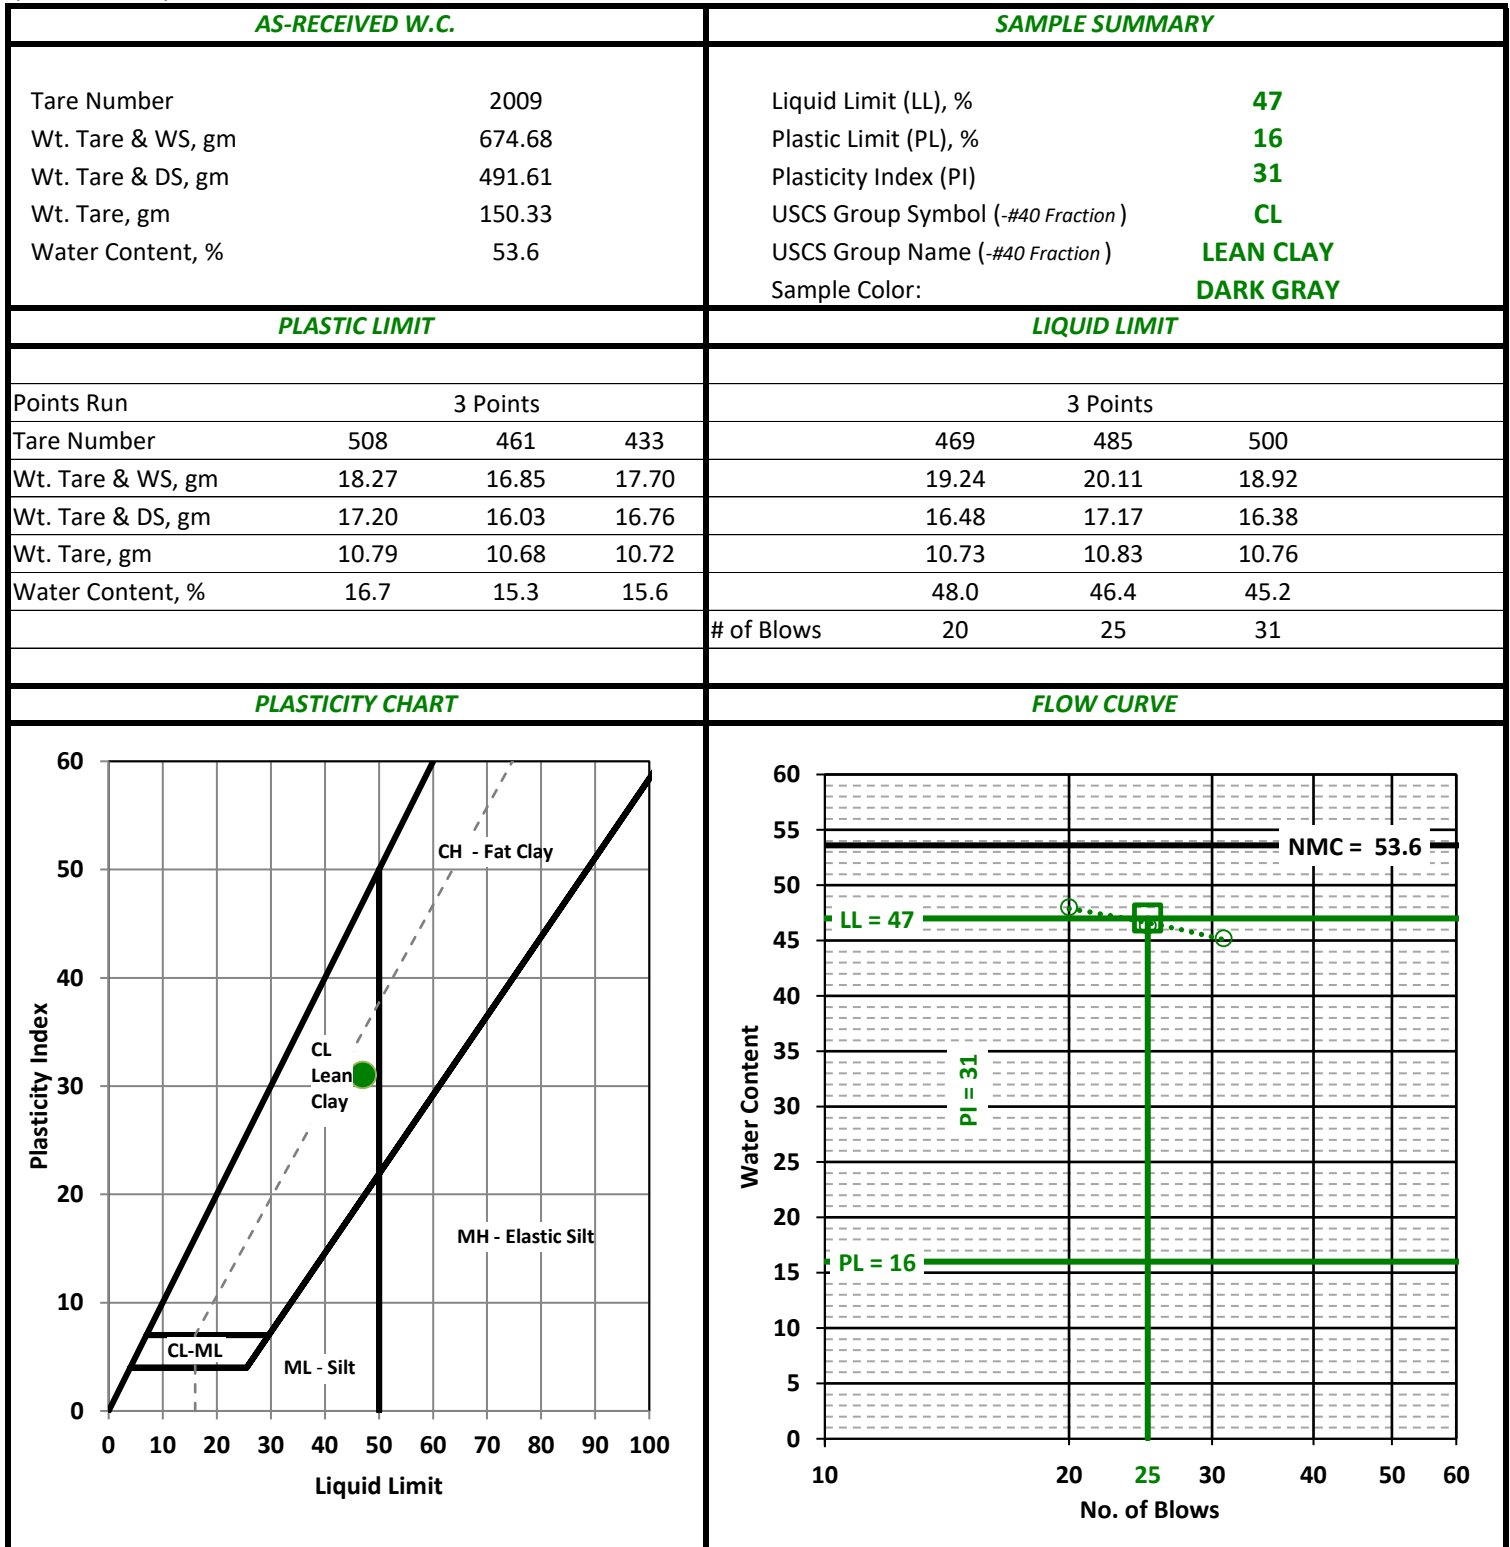 AS-RECEIVED W.C.
Tare Number 2009
Wt. Tare & WS, gm 674.68
Wt. Tare & DS, gm 491.61
Wt. Tare, gm 150.33
Water Content, % 53.6
SAMPLE SUMMARY
Liquid Limit (LL), % 47
Plastic Limit (PL), % 16
Plasticity Index (PI) 31
USCS Group Symbol (-#40 Fraction ) CL
USCS Group Name (-#40 Fraction ) LEAN CLAY
Sample Color: DARK GRAY
PLASTIC LIMIT
Points Run 3 Points
Tare Number 508 461 433
Wt. Tare & WS, gm 18.27 16.85 17.70
Wt. Tare & DS, gm 17.20 16.03 16.76
Wt. Tare, gm 10.79 10.68 10.72
Water Content, % 16.7 15.3 15.6
LIQUID LIMIT
3 Points
469 485 500
19.24 20.11 18.92
16.48 17.17 16.38
10.73 10.83 10.76
48.0 46.4 45.2
# of Blows 20 25 31
PLASTICITY CHART
60
50
40
30
20
10
0
Plasticity Index
CH - Fat Clay
CL
Lean
Clay
MH - Elastic Silt
CL-ML
ML - Silt
0 10 20 30 40 50 60 70 80 90 100
Liquid Limit
FLOW CURVE
60
55
50
45
40
35
30
25
20
15
10
5
0
Water Content
NMC = 53.6
LL = 47
PI = 31
PL = 16
10 20 25 30 40 50 60
No. of Blows